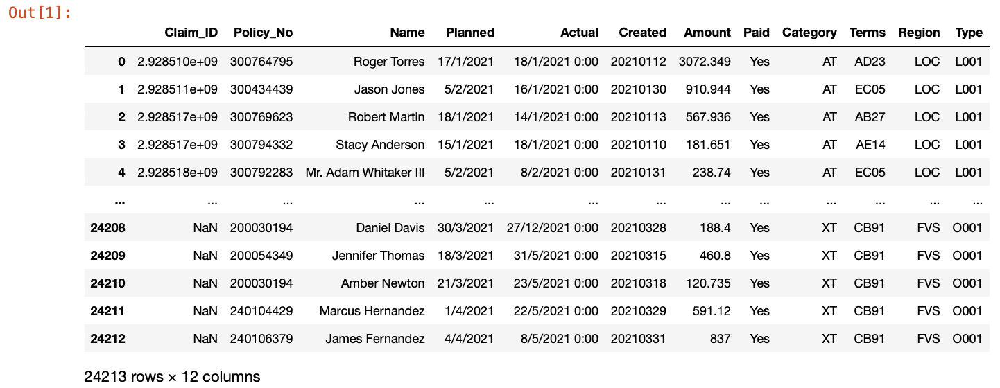 Out[1]:
Claim_ID Policy_No Name Planned Actual Created Amount Paid Category Terms Region Type
0 2.928510e+09 300764795 Roger Torres 17/1/2021 18/1/2021 0:00 20210112 3072.349 Yes AT AD23 LOC L001
1 2.928511e+09 300434439 Jason Jones 5/2/2021 16/1/2021 0:00 20210130 910.944 Yes AT EC05 LOC L001
2 2.928517e+09 300769623 Robert Martin 18/1/2021 14/1/2021 0:00 20210113 567.936 Yes AT AB27 LOC L001
3 2.928517e+09 300794332 Stacy Anderson 15/1/2021 18/1/2021 0:00 20210110 181.651 Yes AT AE14 LOC L001
4 2.928518e+09 300792283 Mr. Adam Whitaker III 5/2/2021 8/2/2021 0:00 20210131 238.74 Yes AT EC05 LOC L001
... ... ... ... ... ... ... ... ... ... ... ... ...
24208 NaN 200030194 Daniel Davis 30/3/2021 27/12/2021 0:00 20210328 188.4 Yes XT CB91 FVS O001
24209 NaN 200054349 Jennifer Thomas 18/3/2021 31/5/2021 0:00 20210315 460.8 Yes XT CB91 FVS O001
24210 NaN 200030194 Amber Newton 21/3/2021 23/5/2021 0:00 20210318 120.735 Yes XT CB91 FVS O001
24211 NaN 240104429 Marcus Hernandez 1/4/2021 22/5/2021 0:00 20210329 591.12 Yes XT CB91 FVS O001
24212 NaN 240106379 James Fernandez 4/4/2021 8/5/2021 0:00 20210331 837 Yes XT CB91 FVS O001
24213 rows × 12 columns